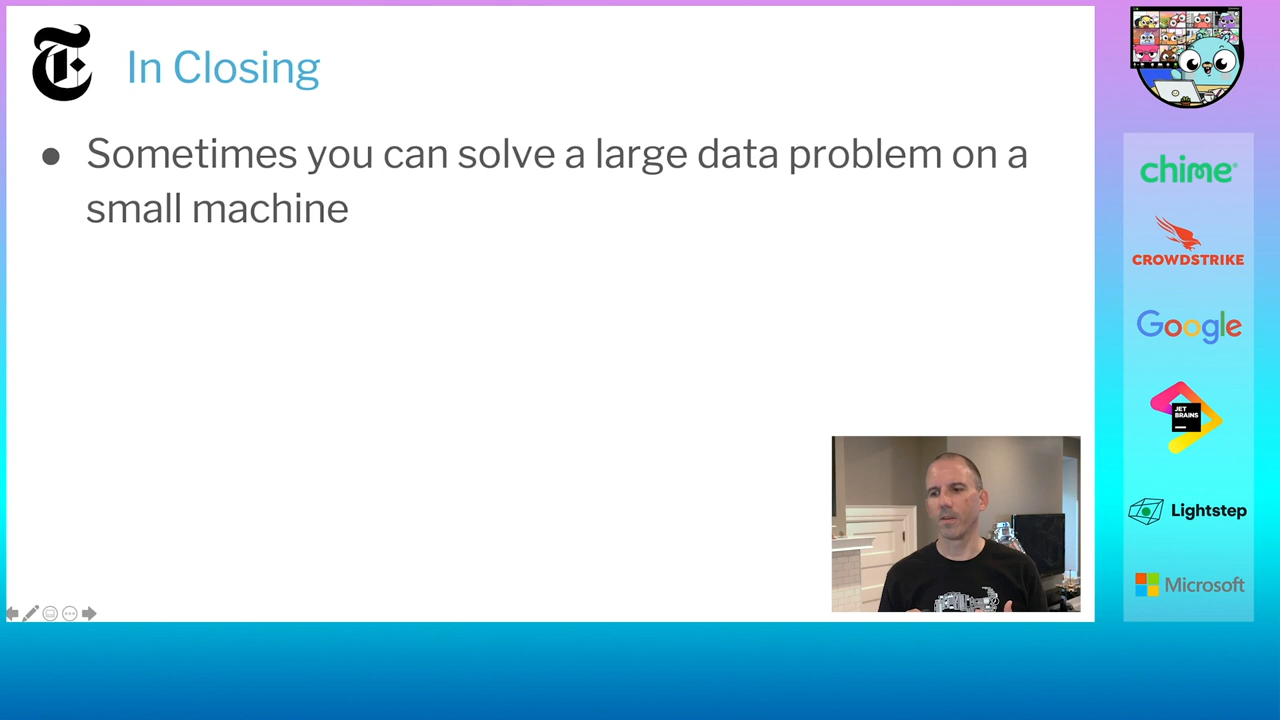 T
In Closing
● Sometimes you can solve a large data problem on a
small machine
chime
CROWDSTRIKE
Google
JET
BRAINS
Lightstep
Microsoft